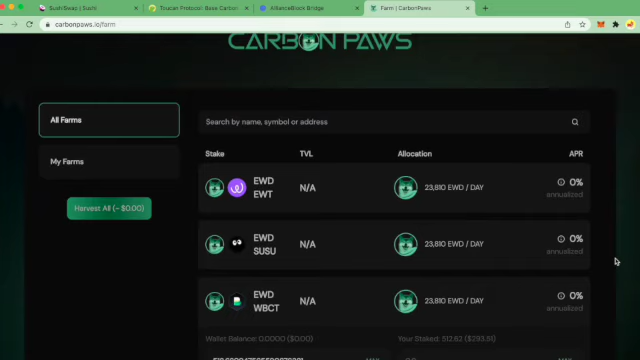 SushiSwap | Sushi
Toucan Protocol: Base Carbon
AllianceBlock Bridge
Farm | CarbonPaws
carbonpaws.io/farm
CARBON PAWS
All Farms
My Farms
Harvest All (~ $0.00)
Search by name, symbol or address
Stake TVL Allocation APR
EWD
EWT
N/A
23,810 EWD / DAY
0%
annualized
EWD
SUSU
N/A
23,810 EWD / DAY
0%
annualized
EWD
WBCT
N/A
23,810 EWD / DAY
0%
annualized
Wallet Balance: 0.0000 ($0.00)
Your Staked: 512.62 ($293.81)